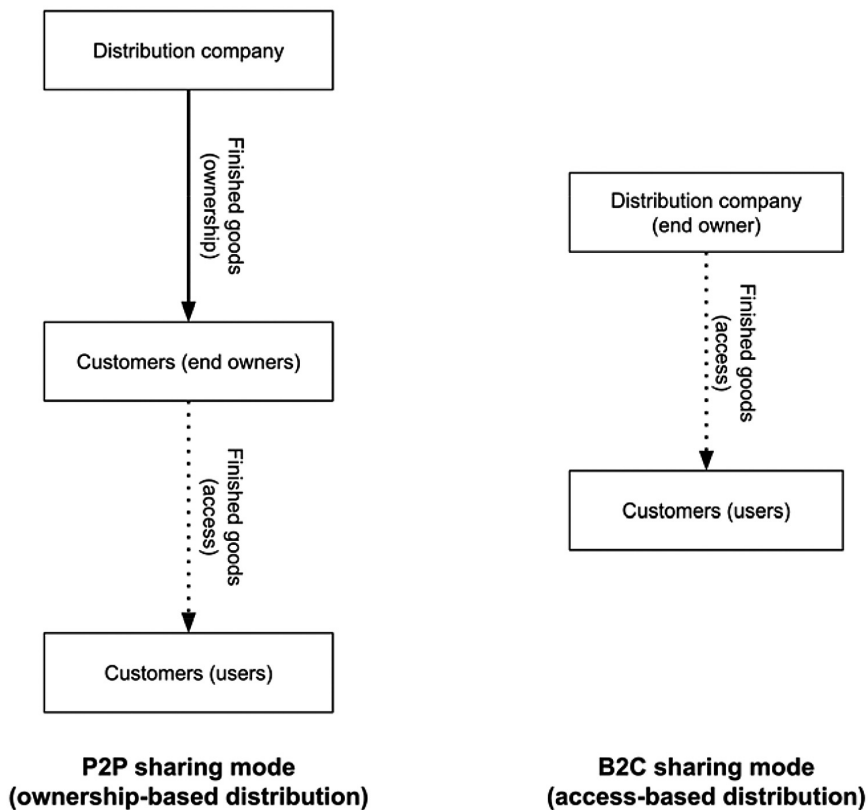 Distribution company
Finished goods
(ownership)
Customers (end owners)
Finished goods
(access)
Customers (users)
P2P sharing mode
(ownership-based distribution)
Distribution company
(end owner)
Finished goods
(access)
Customers (users)
B2C sharing mode
(access-based distribution)